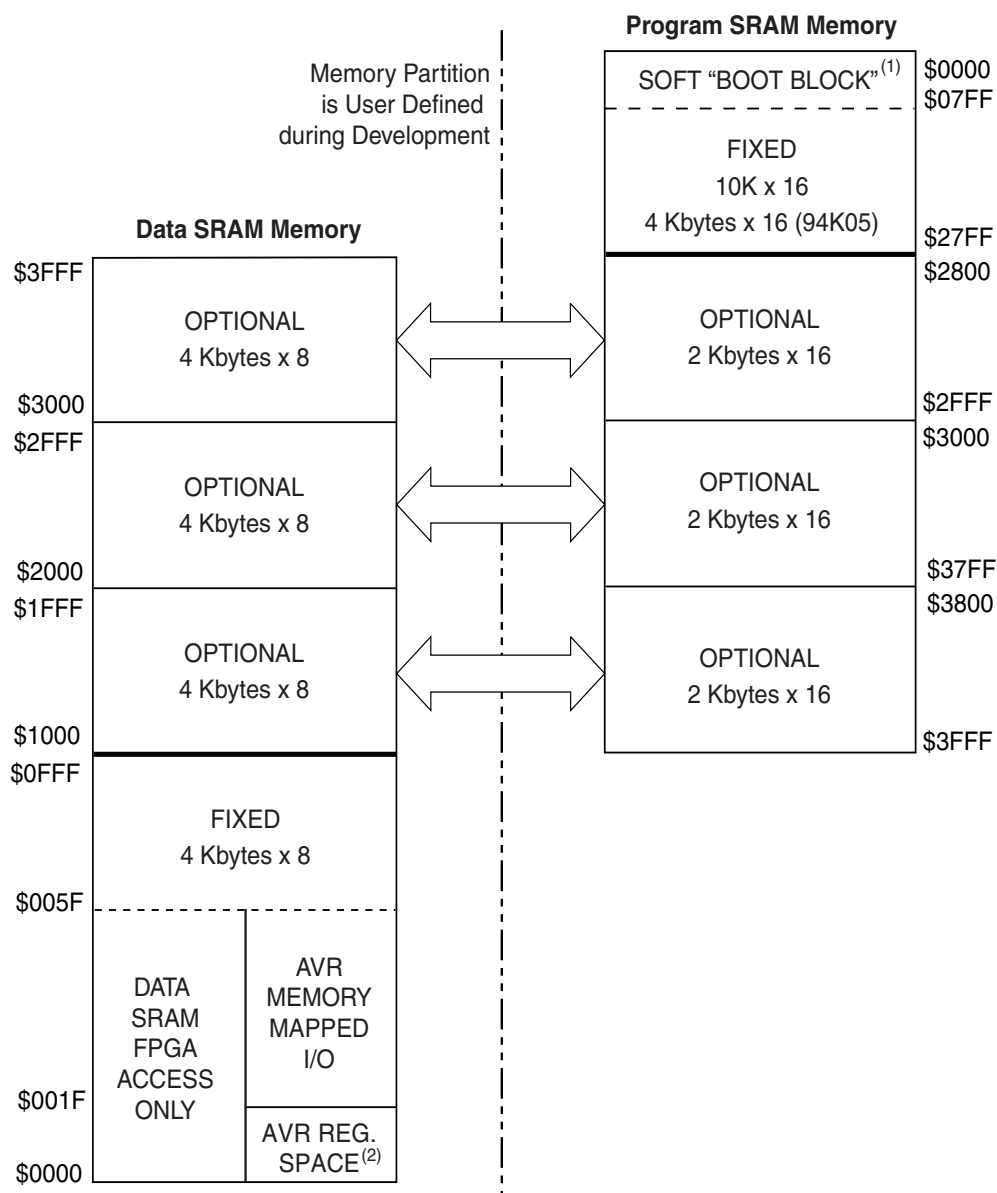 Program SRAM Memory
Memory Partition
is User Defined
during Development
SOFT “BOOT BLOCK”(1)
$0000
$07FF
FIXED
10K x 16
4 Kbytes x 16 (94K05)
$27FF
$2800
OPTIONAL
2 Kbytes x 16
$2FFF
$3000
OPTIONAL
2 Kbytes x 16
$37FF
$3800
OPTIONAL
2 Kbytes x 16
$3FFF
Data SRAM Memory
$3FFF
OPTIONAL
4 Kbytes x 8
$3000
$2FFF
OPTIONAL
4 Kbytes x 8
$2000
$1FFF
OPTIONAL
4 Kbytes x 8
$1000
$0FFF
FIXED
4 Kbytes x 8
$005F
DATA
SRAM
FPGA
ACCESS
ONLY
AVR
MEMORY
MAPPED
I/O
$001F
AVR REG.
SPACE(2)
$0000